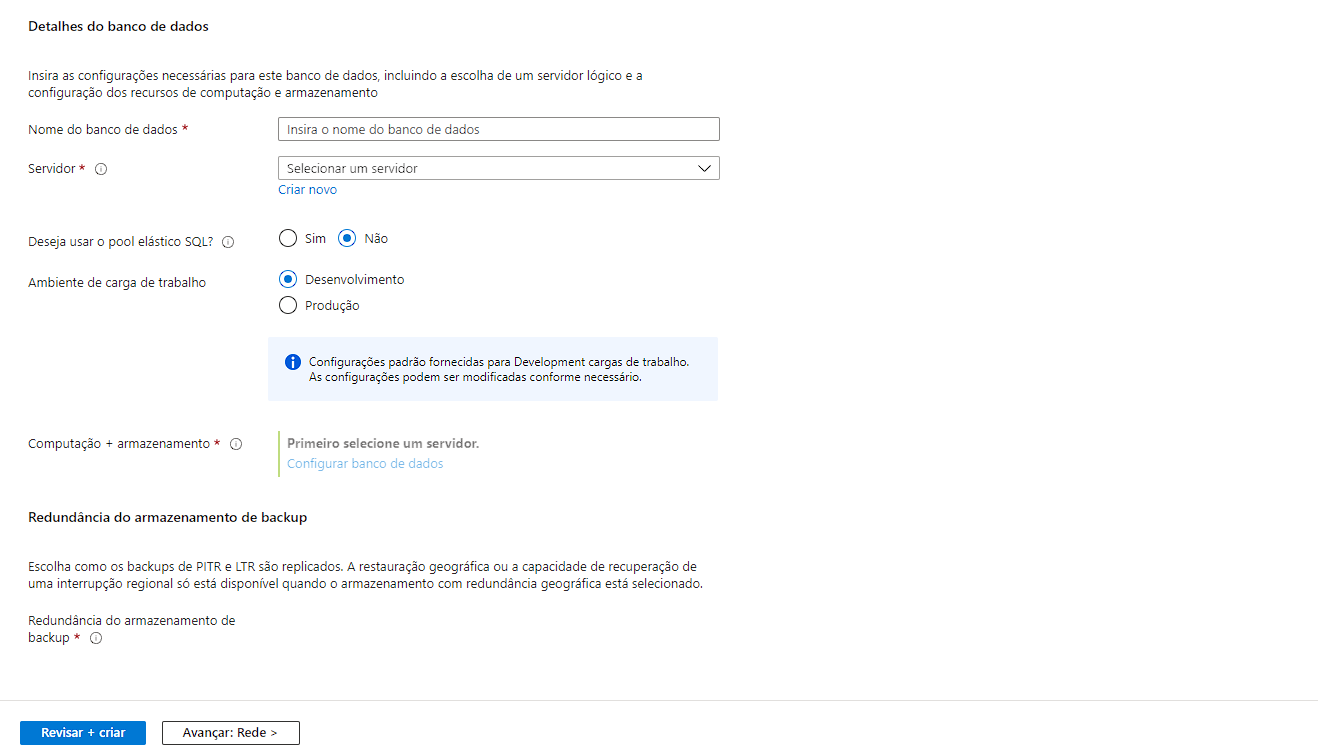 Detalhes do banco de dados
Insira as configurações necessárias para este banco de dados, incluindo a escolha de um servidor lógico e a
configuração dos recursos de computação e armazenamento
Nome do banco de dados *
Insira o nome do banco de dados
Servidor *
Selecionar um servidor
Criar novo
Deseja usar o pool elástico SQL?
Sim Não
Ambiente de carga de trabalho
Desenvolvimento
Produção
Configurações padrão fornecidas para Development cargas de trabalho.
As configurações podem ser modificadas conforme necessário.
Computação + armazenamento *
Primeiro selecione um servidor.
Configurar banco de dados
Redundância do armazenamento de backup
Escolha como os backups de PITR e LTR são replicados. A restauração geográfica ou a capacidade de recuperação de
uma interrupção regional só está disponível quando o armazenamento com redundância geográfica está selecionado.
Redundância do armazenamento de
backup *
Revisar + criar
Avançar: Rede >